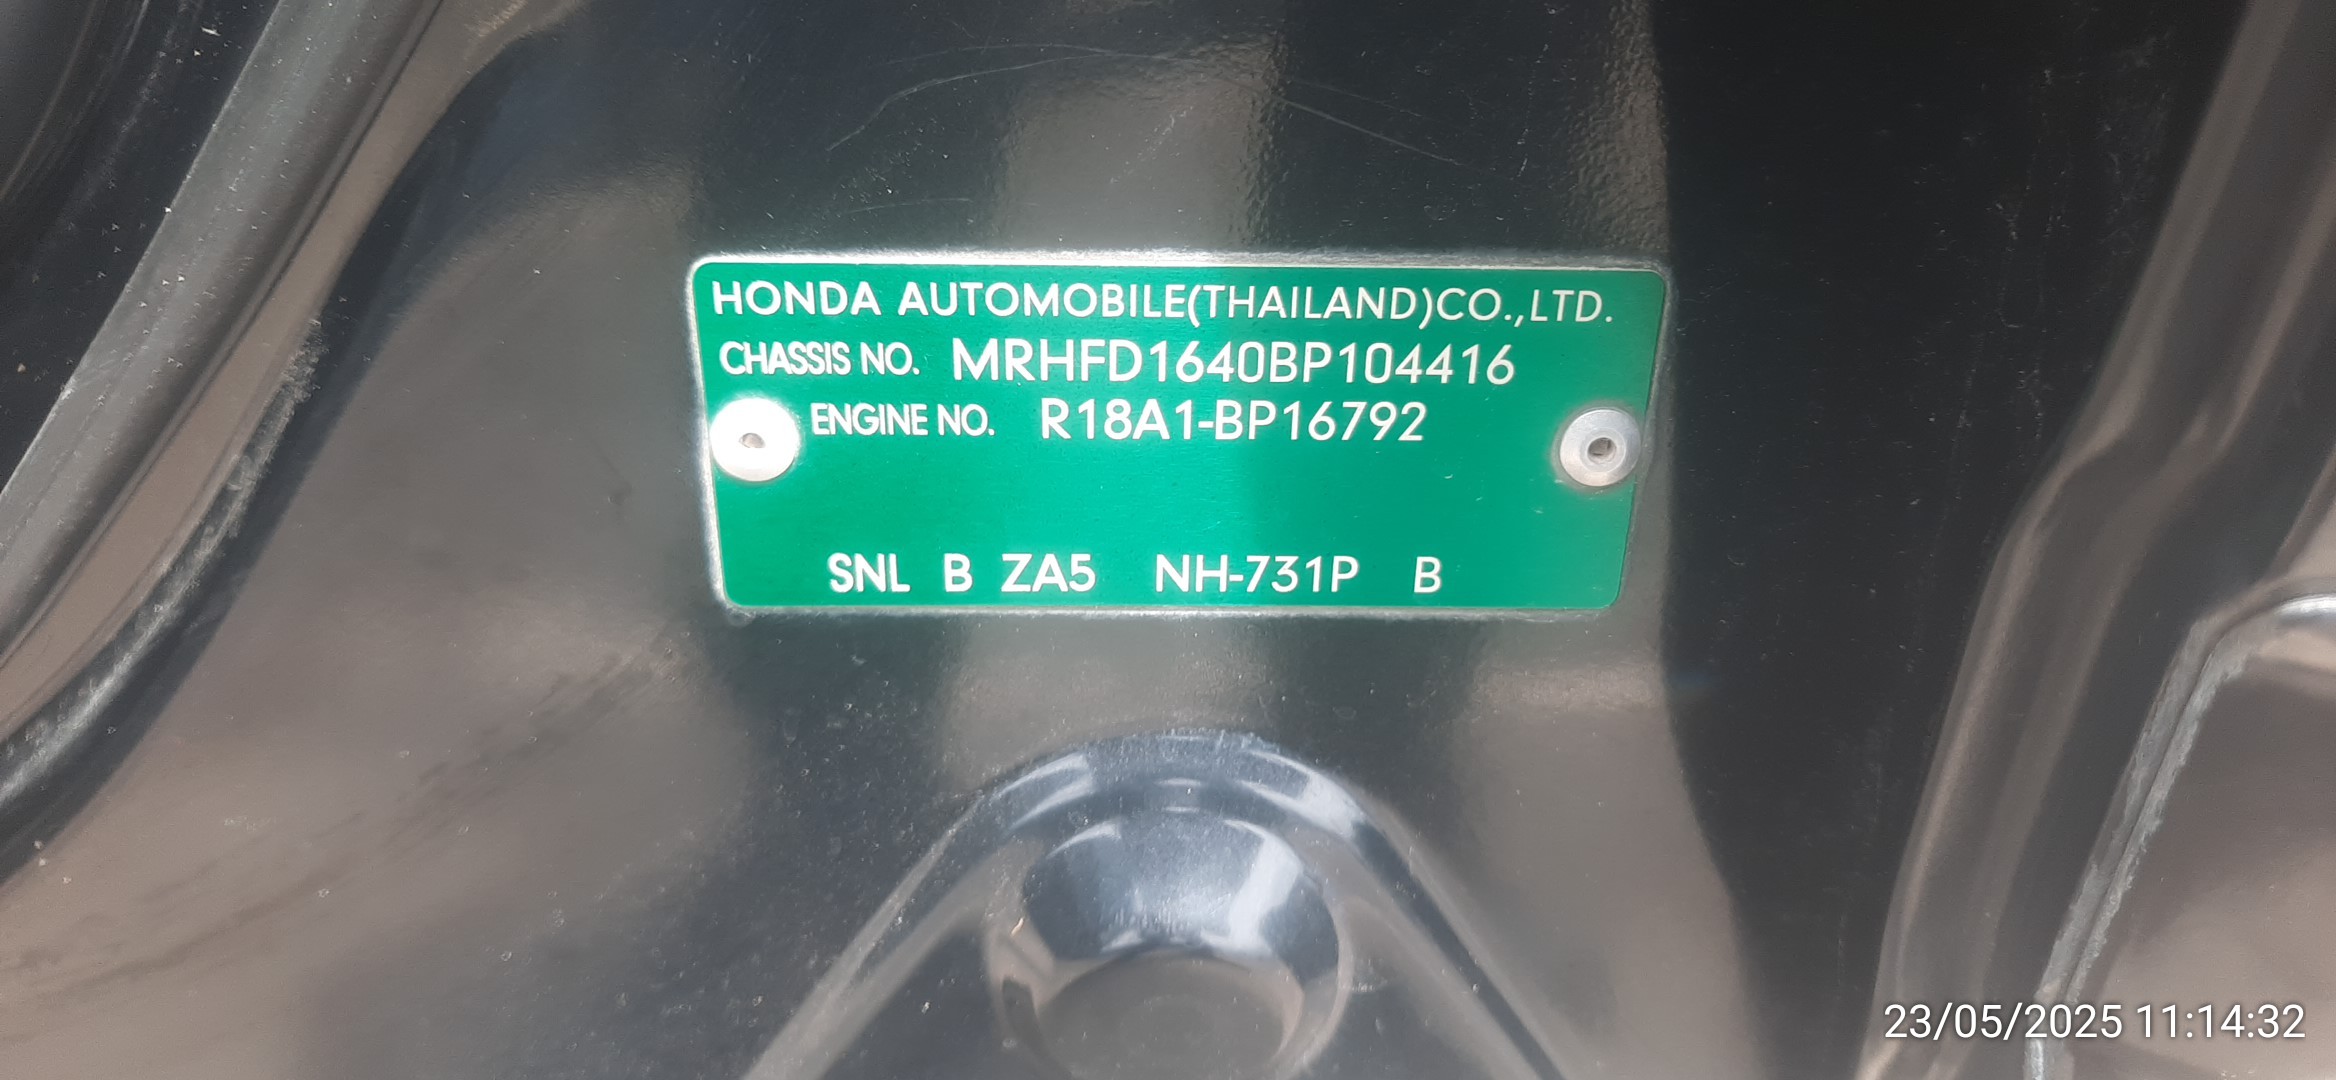 HONDA AUTOMOBILE(THAILAND)CO.,LTD.
CHASSIS NO. MRHFD1640BP104416
ENGINE NO. R18A1-BP16792
SNL B ZA5 NH-731P B
23/05/2025 11:14:32